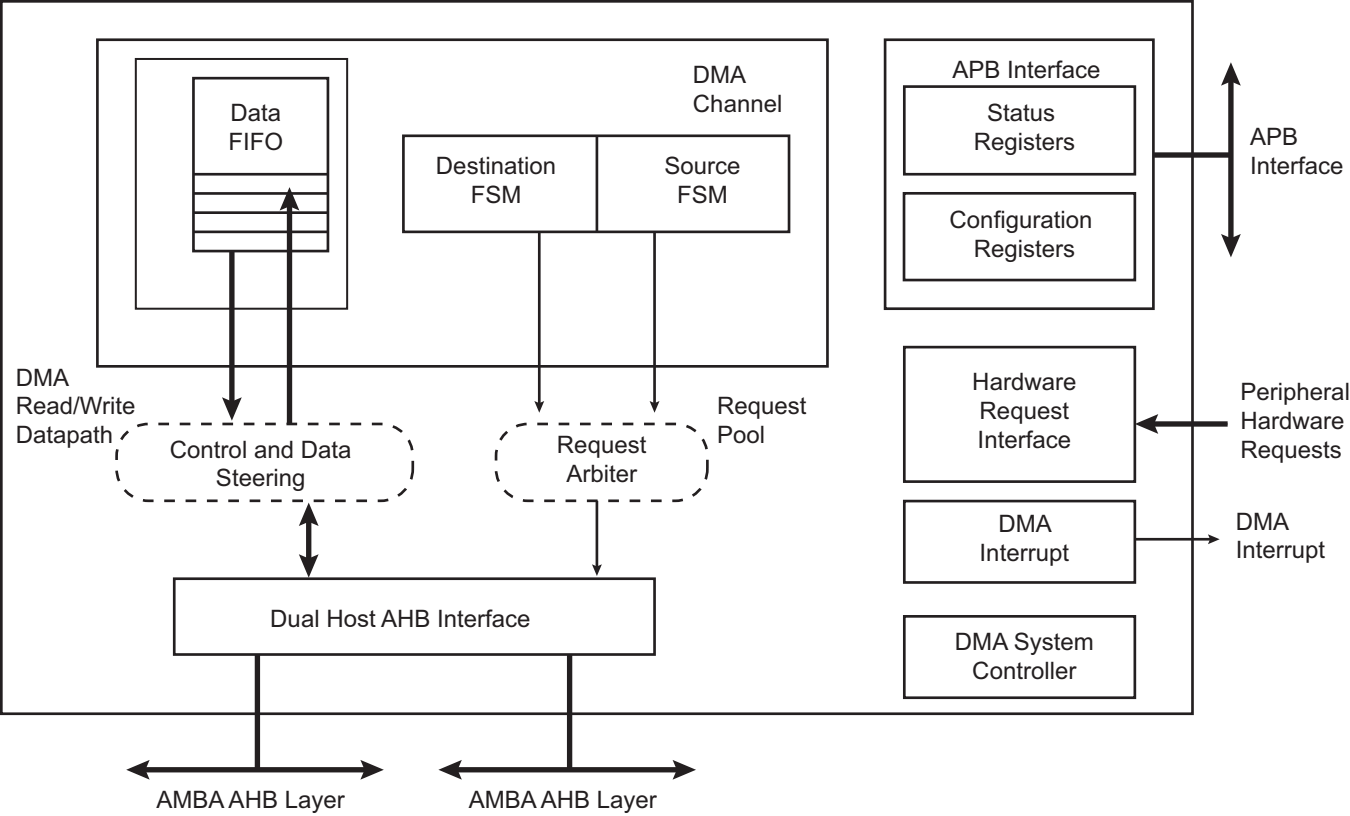 Data
FIFO
DMA
Channel
Destination
FSM
Source
FSM
APB Interface
Status
Registers
Configuration
Registers
APB
Interface
DMA
Read/Write
Datapath
Control and Data
Steering
Request
Arbiter
Request
Pool
Hardware
Request
Interface
Peripheral
Hardware
Requests
DMA
Interrupt
DMA
Interrupt
Dual Host AHB Interface
DMA System
Controller
AMBA AHB Layer
AMBA AHB Layer